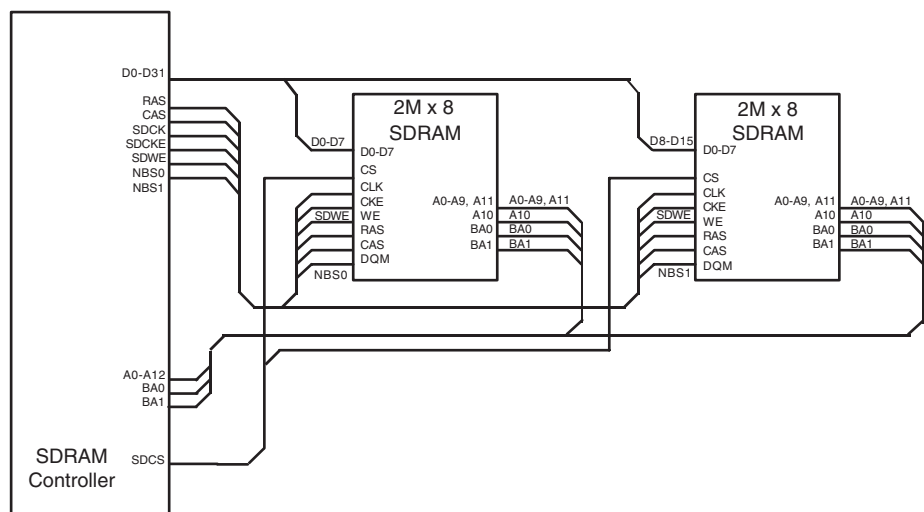 D0-D31
RAS
CAS
SDCK
SDCKE
SDWE
NBS0
NBS1
A0-A12
BA0
BA1
SDCS
SDRAM
Controller
2M x 8
SDRAM
D0-D7
D0-D7
CS
CLK
CKE
SDWE
WE
RAS
CAS
DQM
NBS0
A0-A9, A11
A10
BA0
BA1
A0-A9, A11
A10
BA0
BA1
2M x 8
SDRAM
D8-D15
D0-D7
CS
CLK
CKE
SDWE
WE
RAS
CAS
DQM
NBS1
A0-A9, A11
A10
BA0
BA1
A0-A9, A11
A10
BA0
BA1